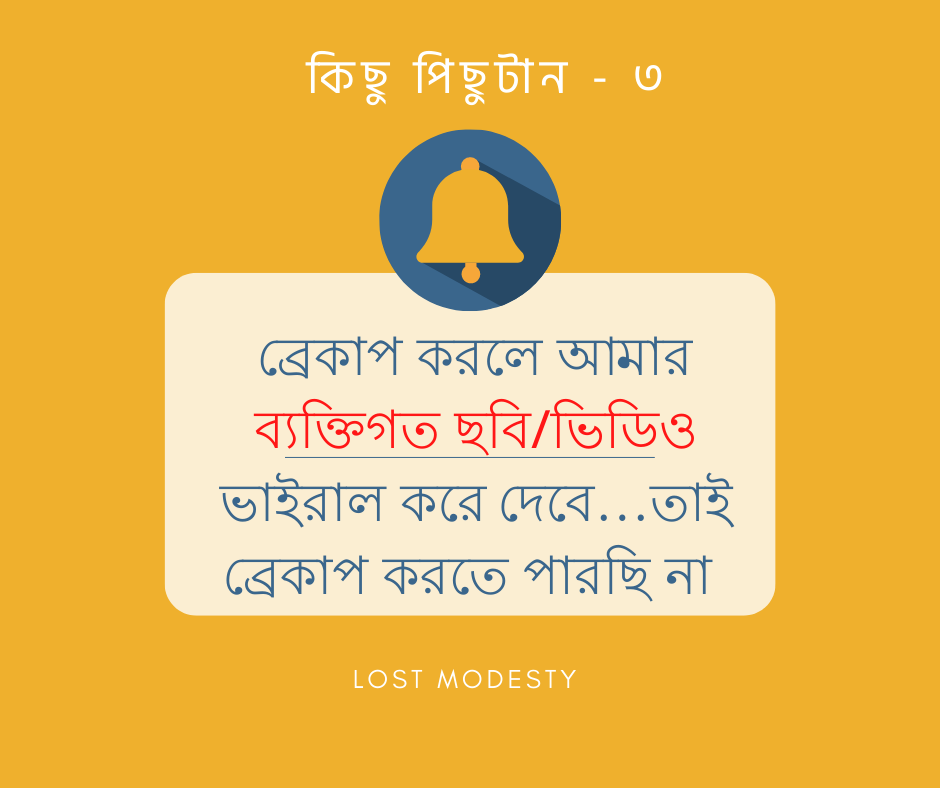 কিছু পিছুটান - ৩
ব্রেকাপ করলে আমার
ব্যক্তিগত ছবি/ভিডিও
ভাইরাল করে দেবে...তাই
ব্রেকাপ করতে পারছি না
LOST MODESTY